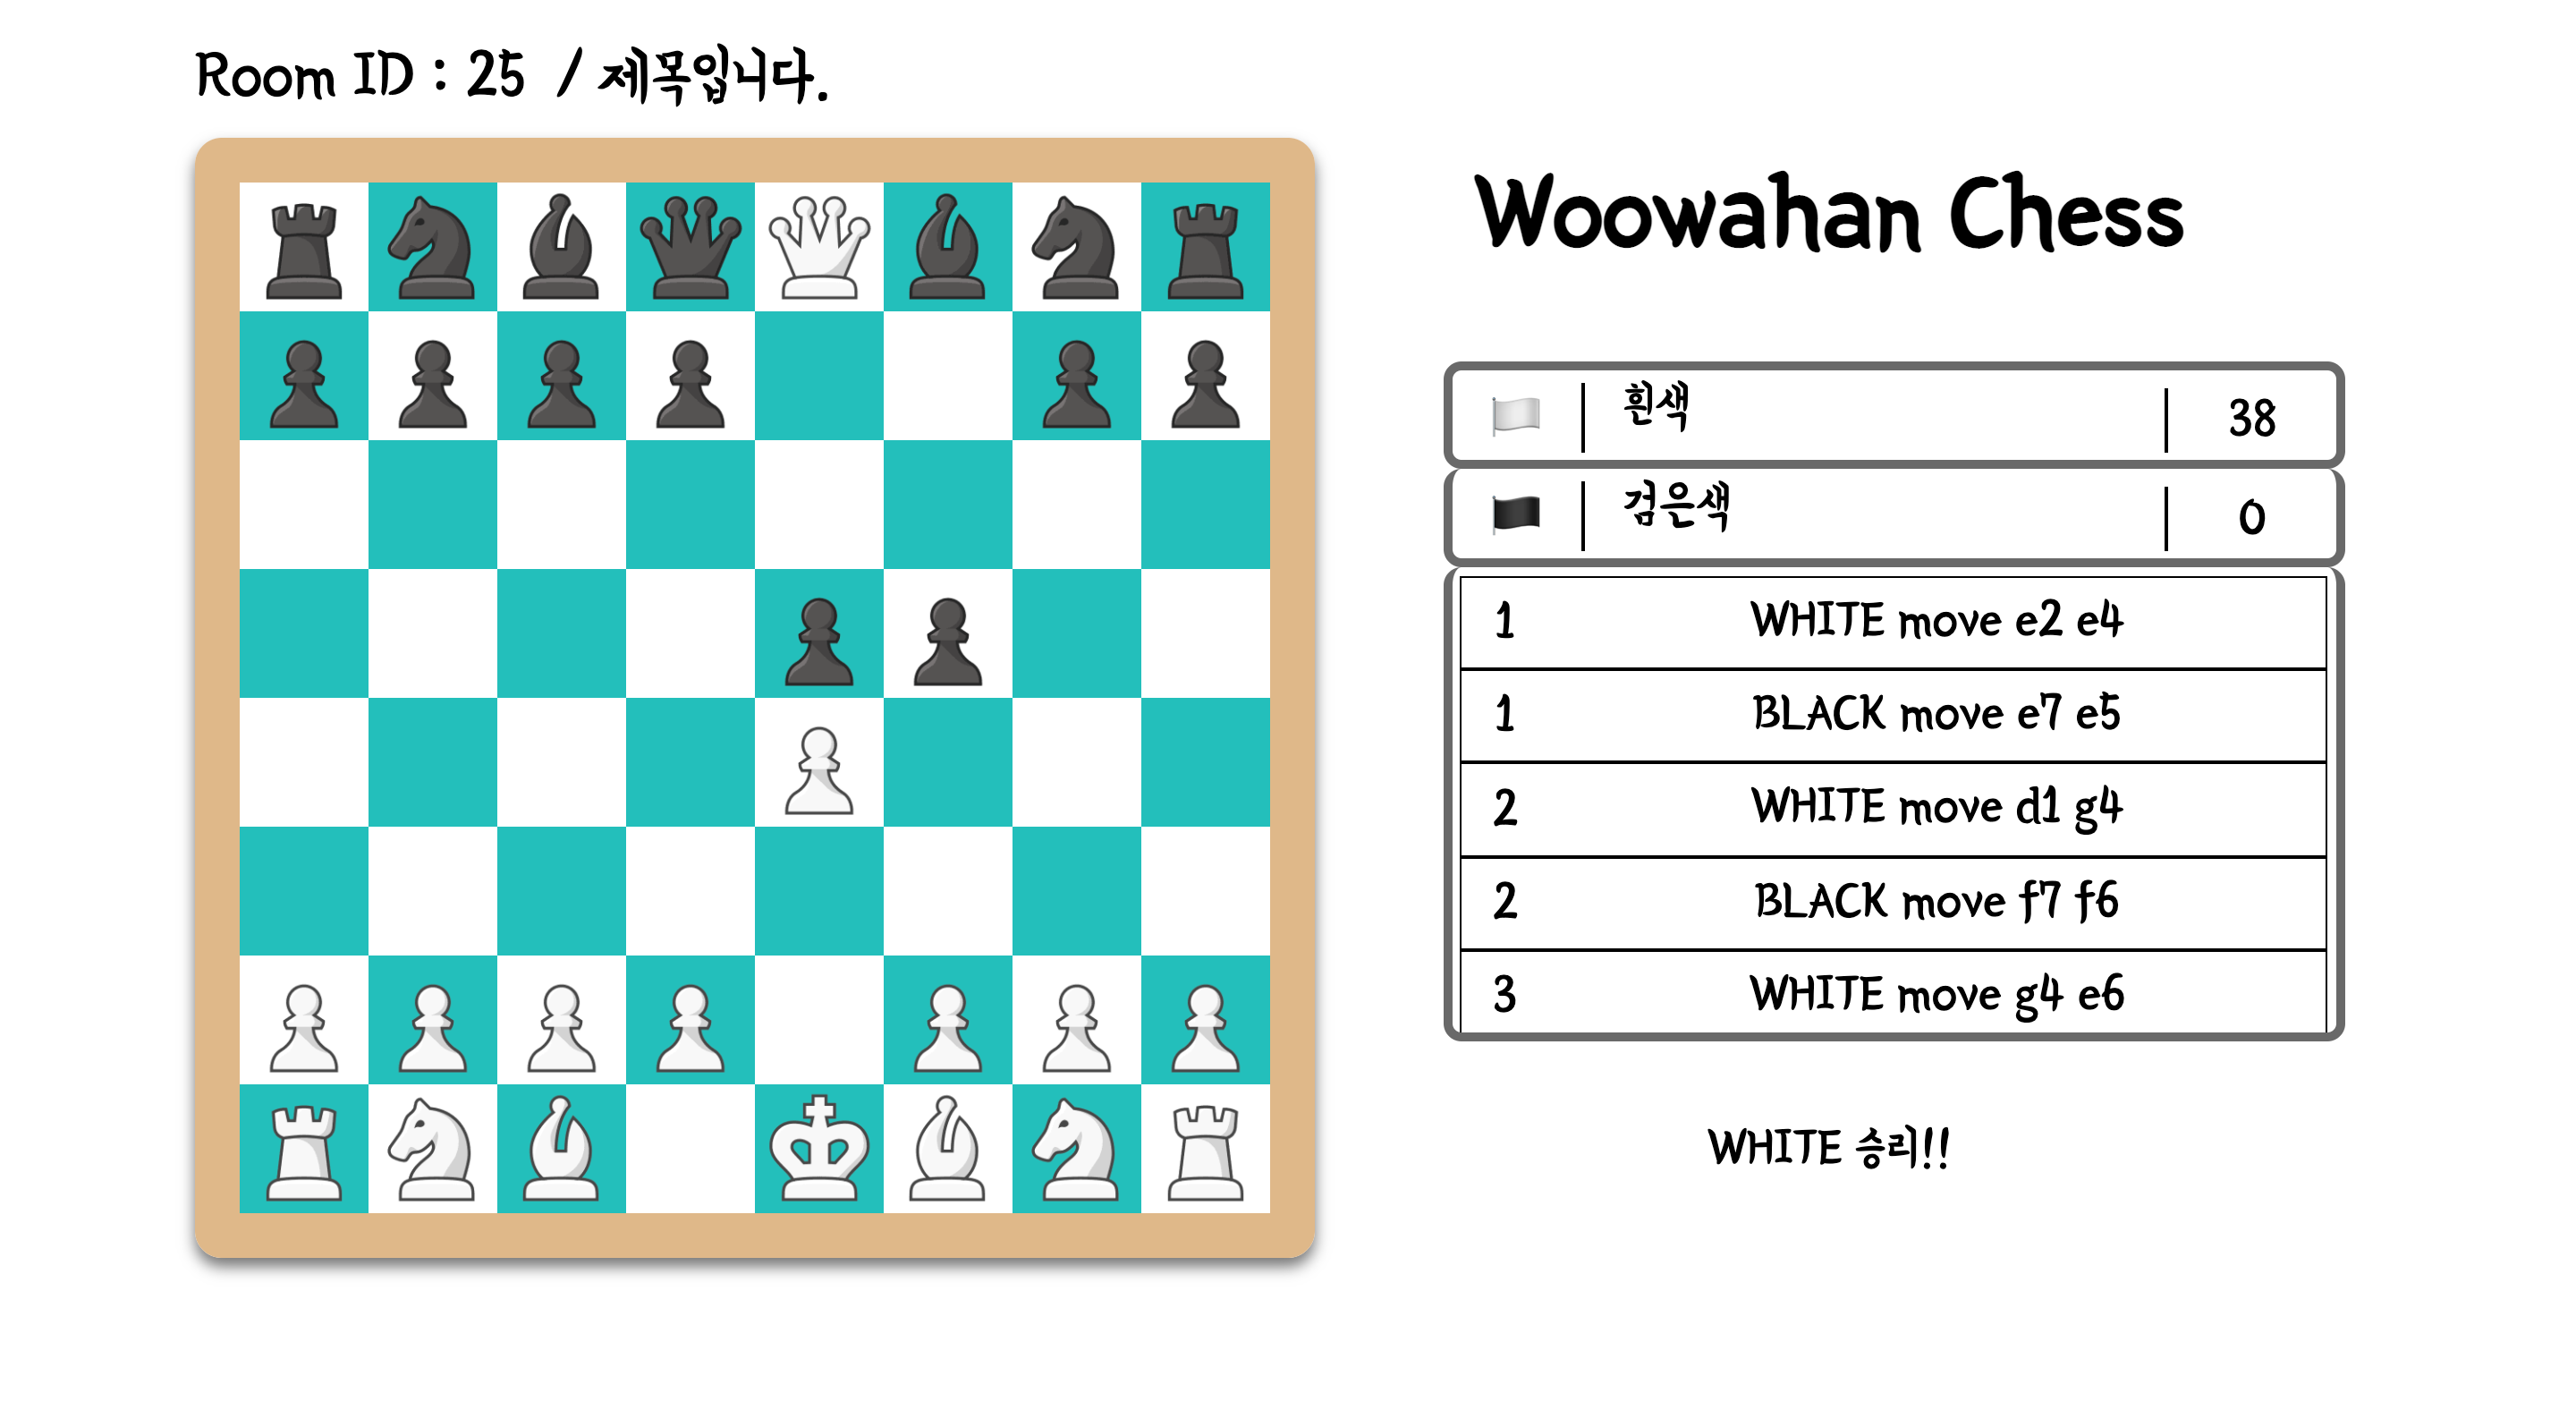 Room ID : 25 / 제목입니다.
Woowahan Chess
흰색 38
검은색 0
1 WHITE move e2 e4
1 BLACK move e7 e5
2 WHITE move d1 g4
2 BLACK move f7 f6
3 WHITE move g4 e6
WHITE 승리!!